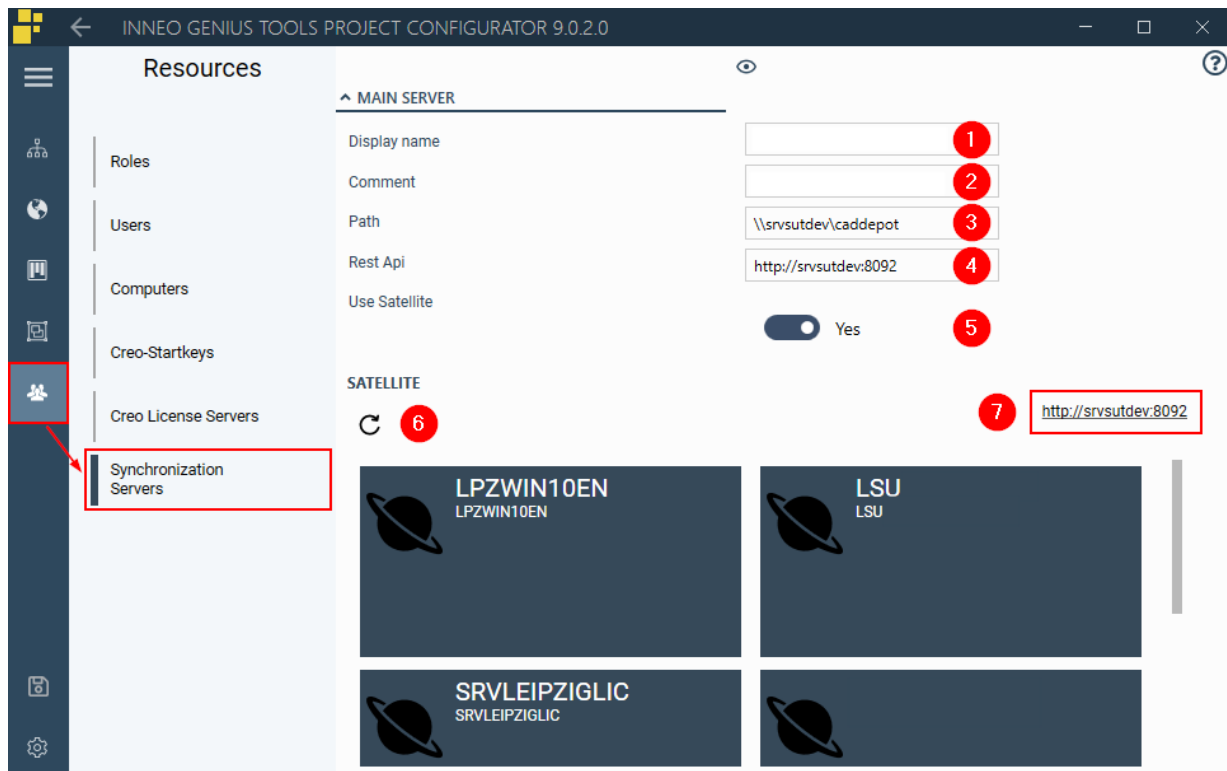 INNEO GENIUS TOOLS PROJECT CONFIGURATOR 9.0.2.0
Resources
Roles
Users
Computers
Creo-Startkeys
Creo License Servers
Synchronization
Servers
MAIN SERVER
Display name
1
Comment
2
Path
\\srvsutdev\caddepot
3
Rest Api
http://srvsutdev:8092
4
Use Satellite
Yes
5
SATELLITE
6
7
http://srvsutdev:8092
LPZWIN10EN
LPZWIN10EN
LSU
LSU
SRVLEIPZIGLIC
SRVLEIPZIGLIC